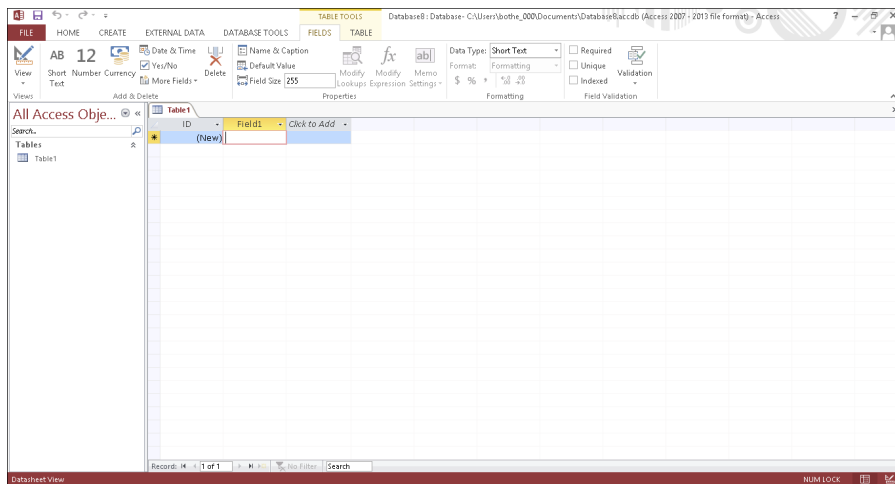 TABLE TOOLS
Database8 : Database- C:\Users\bothe_000\Documents\Database8.accdb (Access 2007 - 2013 file format) - Access
FILE HOME CREATE EXTERNAL DATA DATABASE TOOLS FIELDS TABLE
View
AB Short Text
12 Number
Currency
Date & Time
Yes/No
More Fields
Delete
Name & Caption
Default Value
Field Size 255
Modify Lookups
fx Modify Expression
ab| Memo Settings
Data Type: Short Text
Format: Formatting
$ % ,
Required
Unique
Indexed
Validation
Views Add & Delete Properties Formatting Field Validation
All Access Obje...
Search..
Tables
Table1
Table1
ID Field1 Click to Add
(New)
Record: 1 of 1 No Filter Search
Datasheet View NUM LOCK